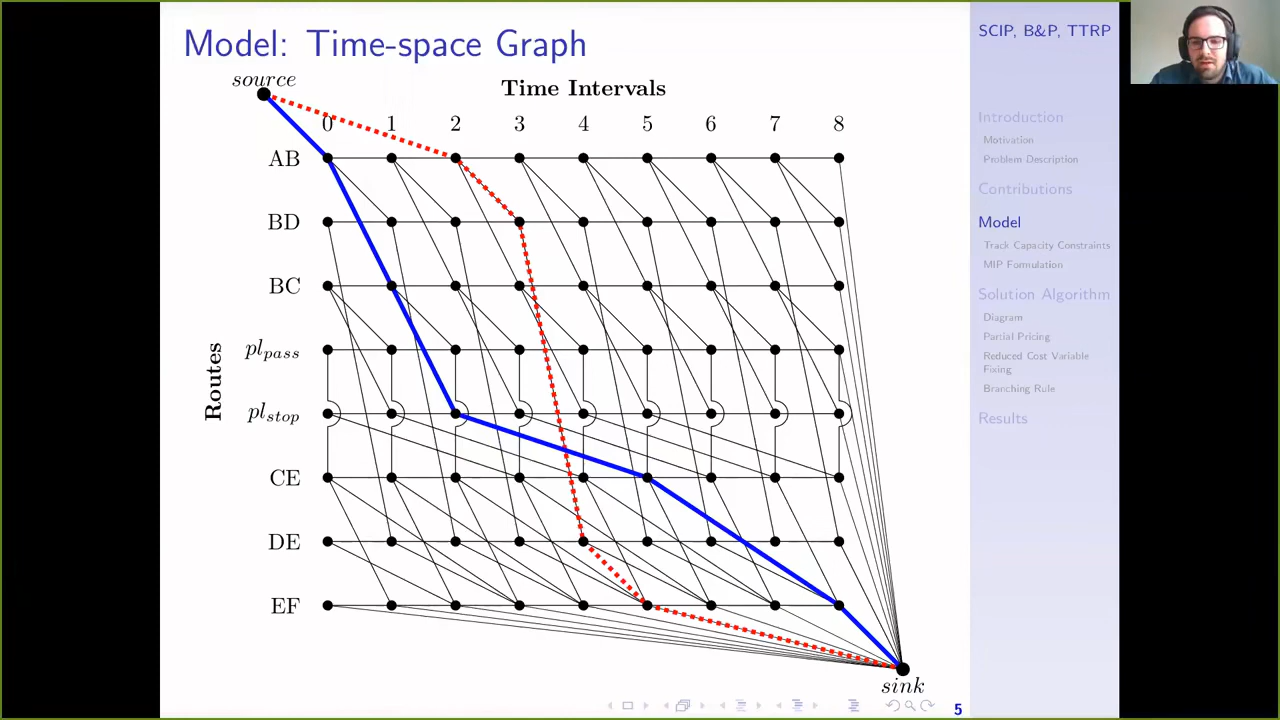 Model: Time-space Graph
source
Time Intervals
0 1 2 3 4 5 6 7 8
AB
BD
BC
pl_pass
Routes
pl_stop
CE
DE
EF
sink
5
SCIP, B&P, TTRP
Introduction
Motivation
Problem Description
Contributions
Model
Track Capacity Constraints
MIP Formulation
Solution Algorithm
Diagram
Partial Pricing
Reduced Cost Variable
Fixing
Branching Rule
Results